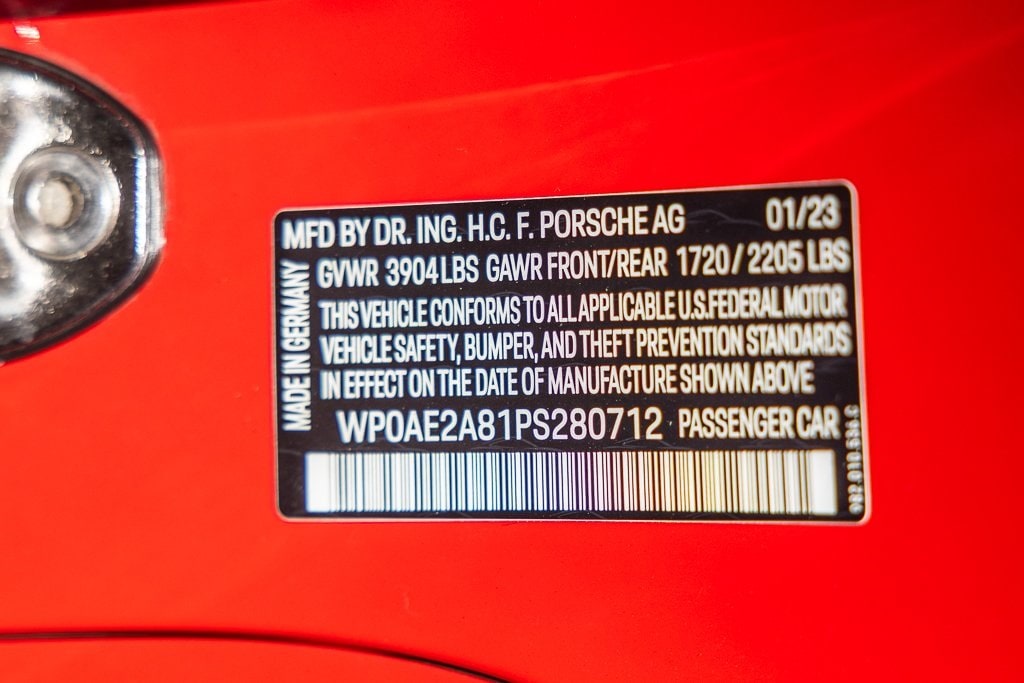 MFD BY DR. ING. H.C. F. PORSCHE AG 01/23
GVWR 3904 LBS GAWR FRONT/REAR 1720 / 2205 LBS
THIS VEHICLE CONFORMS TO ALL APPLICABLE U.S. FEDERAL MOTOR
VEHICLE SAFETY, BUMPER, AND THEFT PREVENTION STANDARDS
IN EFFECT ON THE DATE OF MANUFACTURE SHOWN ABOVE
WP0AE2A81PS280712 PASSENGER CAR
MADE IN GERMANY